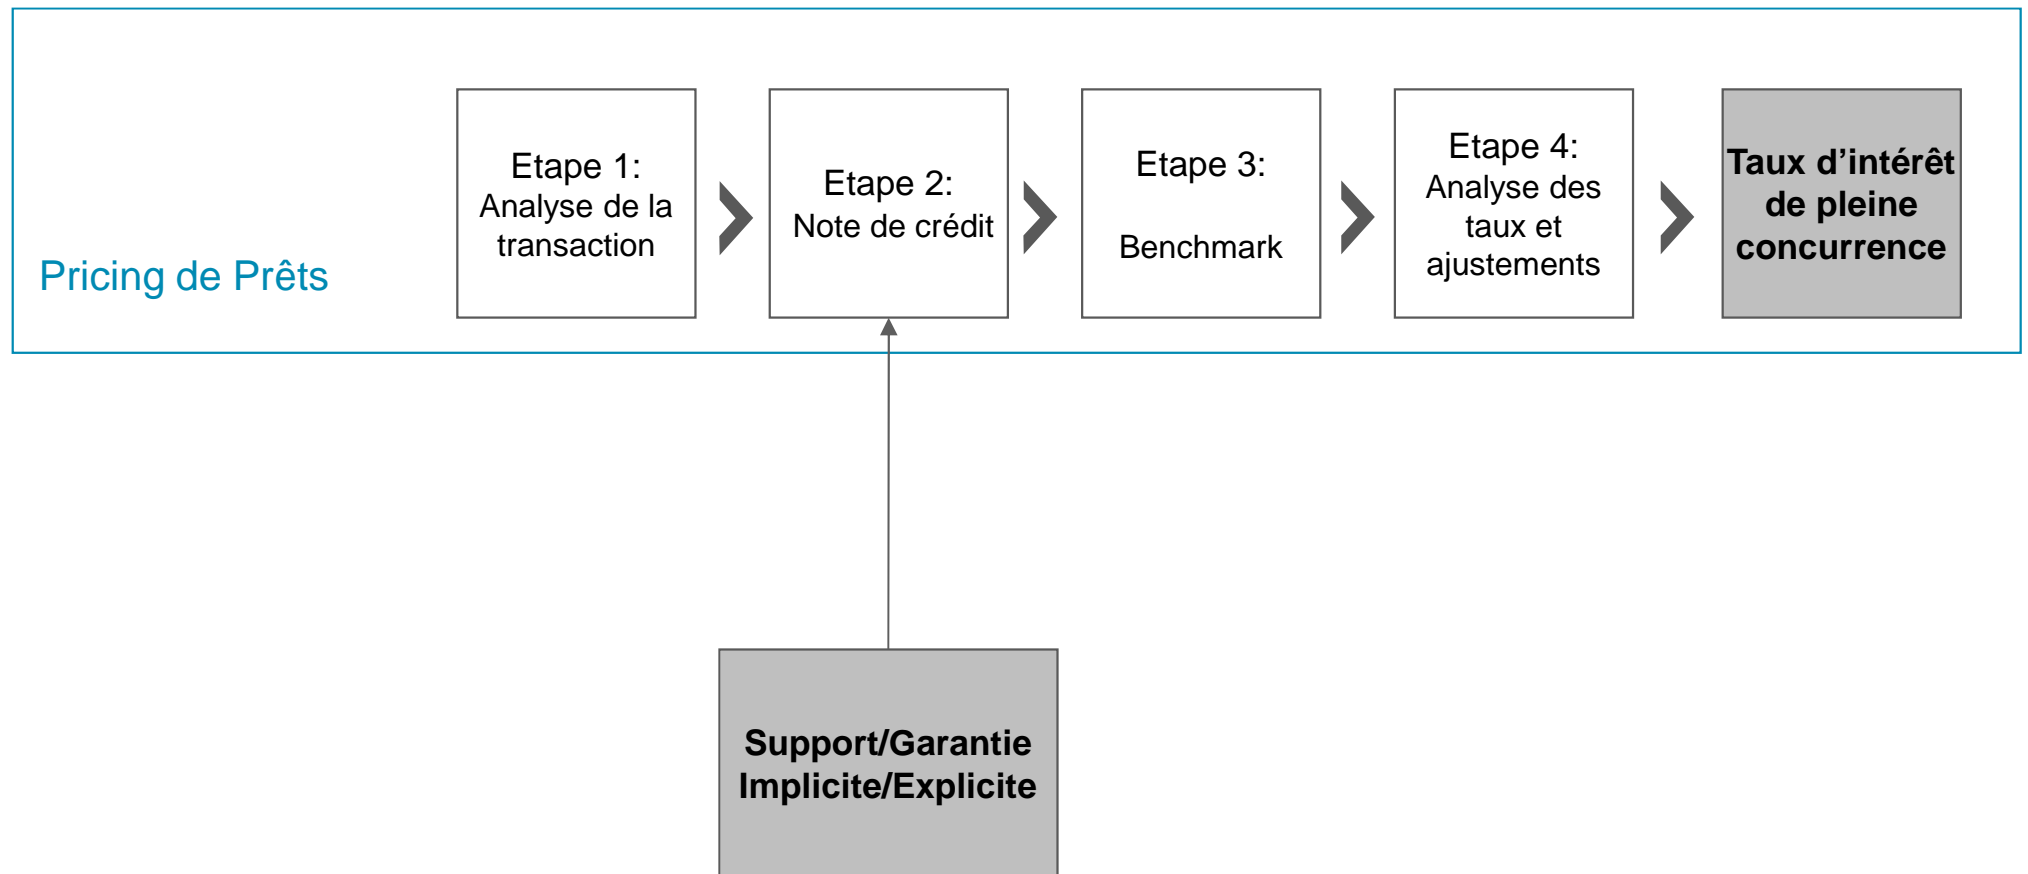 Pricing de Prêts
Etape 1:
Analyse de la
transaction
Etape 2:
Note de crédit
Etape 3:
Benchmark
Etape 4:
Analyse des
taux et
ajustements
Taux d’intérêt
de pleine
concurrence
Support/Garantie
Implicite/Explicite